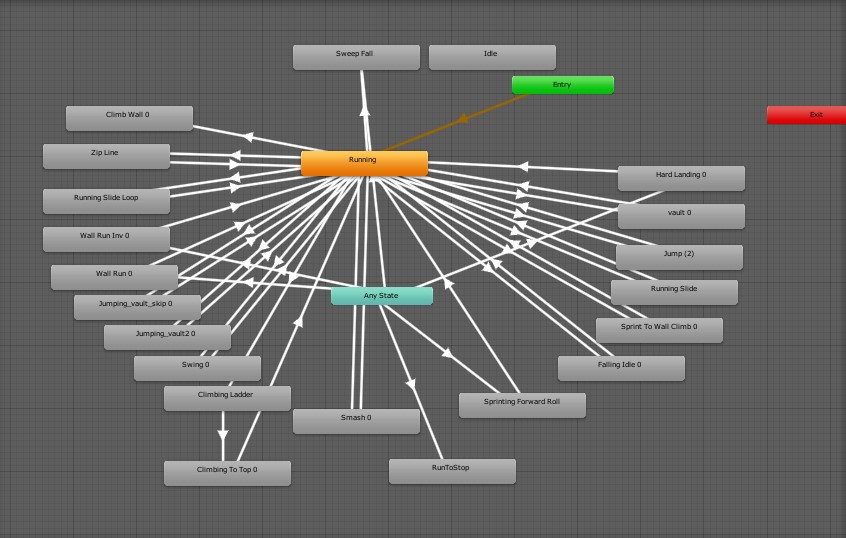 Sweep Fall
Idle
Entry
Climb Wall 0
Exit
Zip Line
Running
Hard Landing 0
Running Slide Loop
vault 0
Wall Run Inv 0
Jump (2)
Wall Run 0
Any State
Running Slide
Jumping_vault_skip 0
Sprint To Wall Climb 0
Jumping_vault2 0
Swing 0
Falling Idle 0
Climbing Ladder
Sprinting Forward Roll
Smash 0
Climbing To Top 0
RunToStop